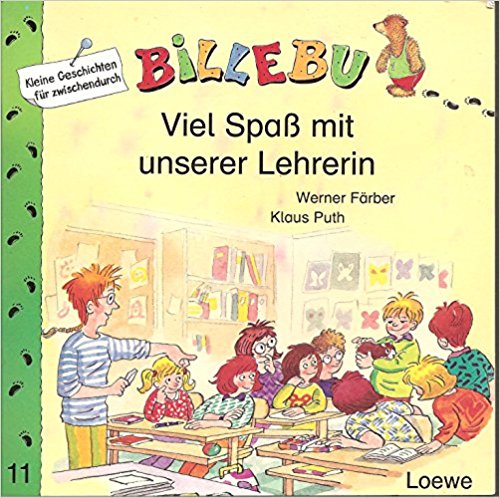 Kleine Geschichten
für zwischendurch
BiLLEBU
Viel Spaß mit
unserer Lehrerin
Werner Färber
Klaus Puth
11
Loewe